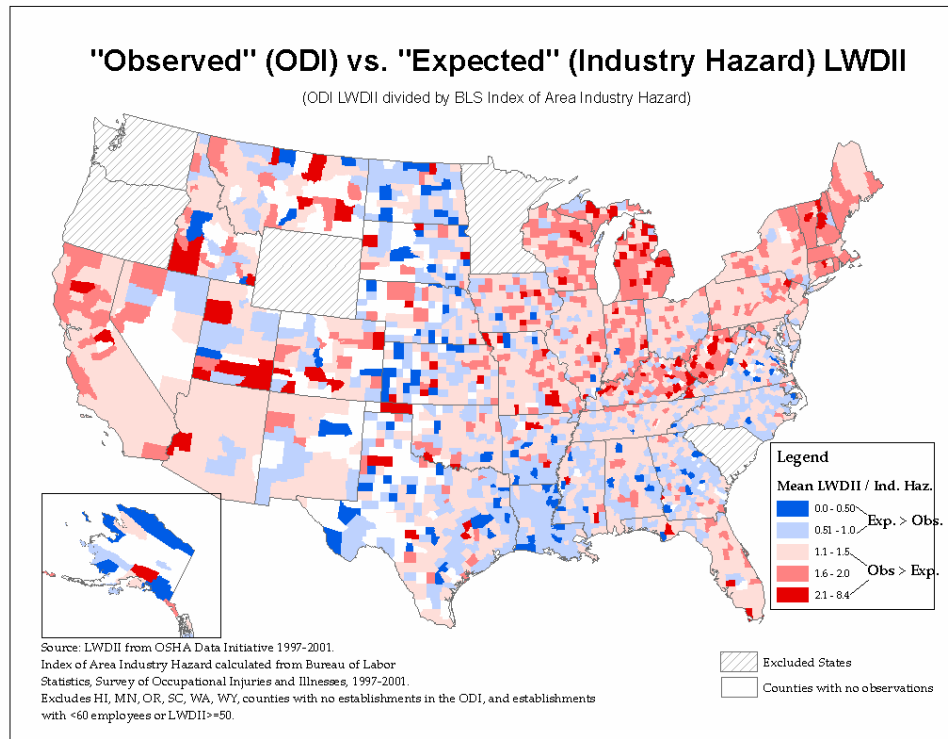 "Observed" (ODI) vs. "Expected" (Industry Hazard) LWDII
(ODI LWDII divided by BLS Index of Area Industry Hazard)
Legend
Mean LWDII / Ind. Haz.
0.0 - 0.50
0.51 - 1.0
Exp. > Obs.
1.1 - 1.5
1.6 - 2.0
Obs > Exp.
2.1 - 8.4
Source: LWDII from OSHA Data Initiative 1997-2001.
Index of Area Industry Hazard calculated from Bureau of Labor
Statistics, Survey of Occupational Injuries and Illnesses, 1997-2001.
Excludes HI, MN, OR, SC, WA, WY, counties with no establishments in the ODI, and establishments
with <60 employees or LWDII>=50.
Excluded States
Counties with no observations